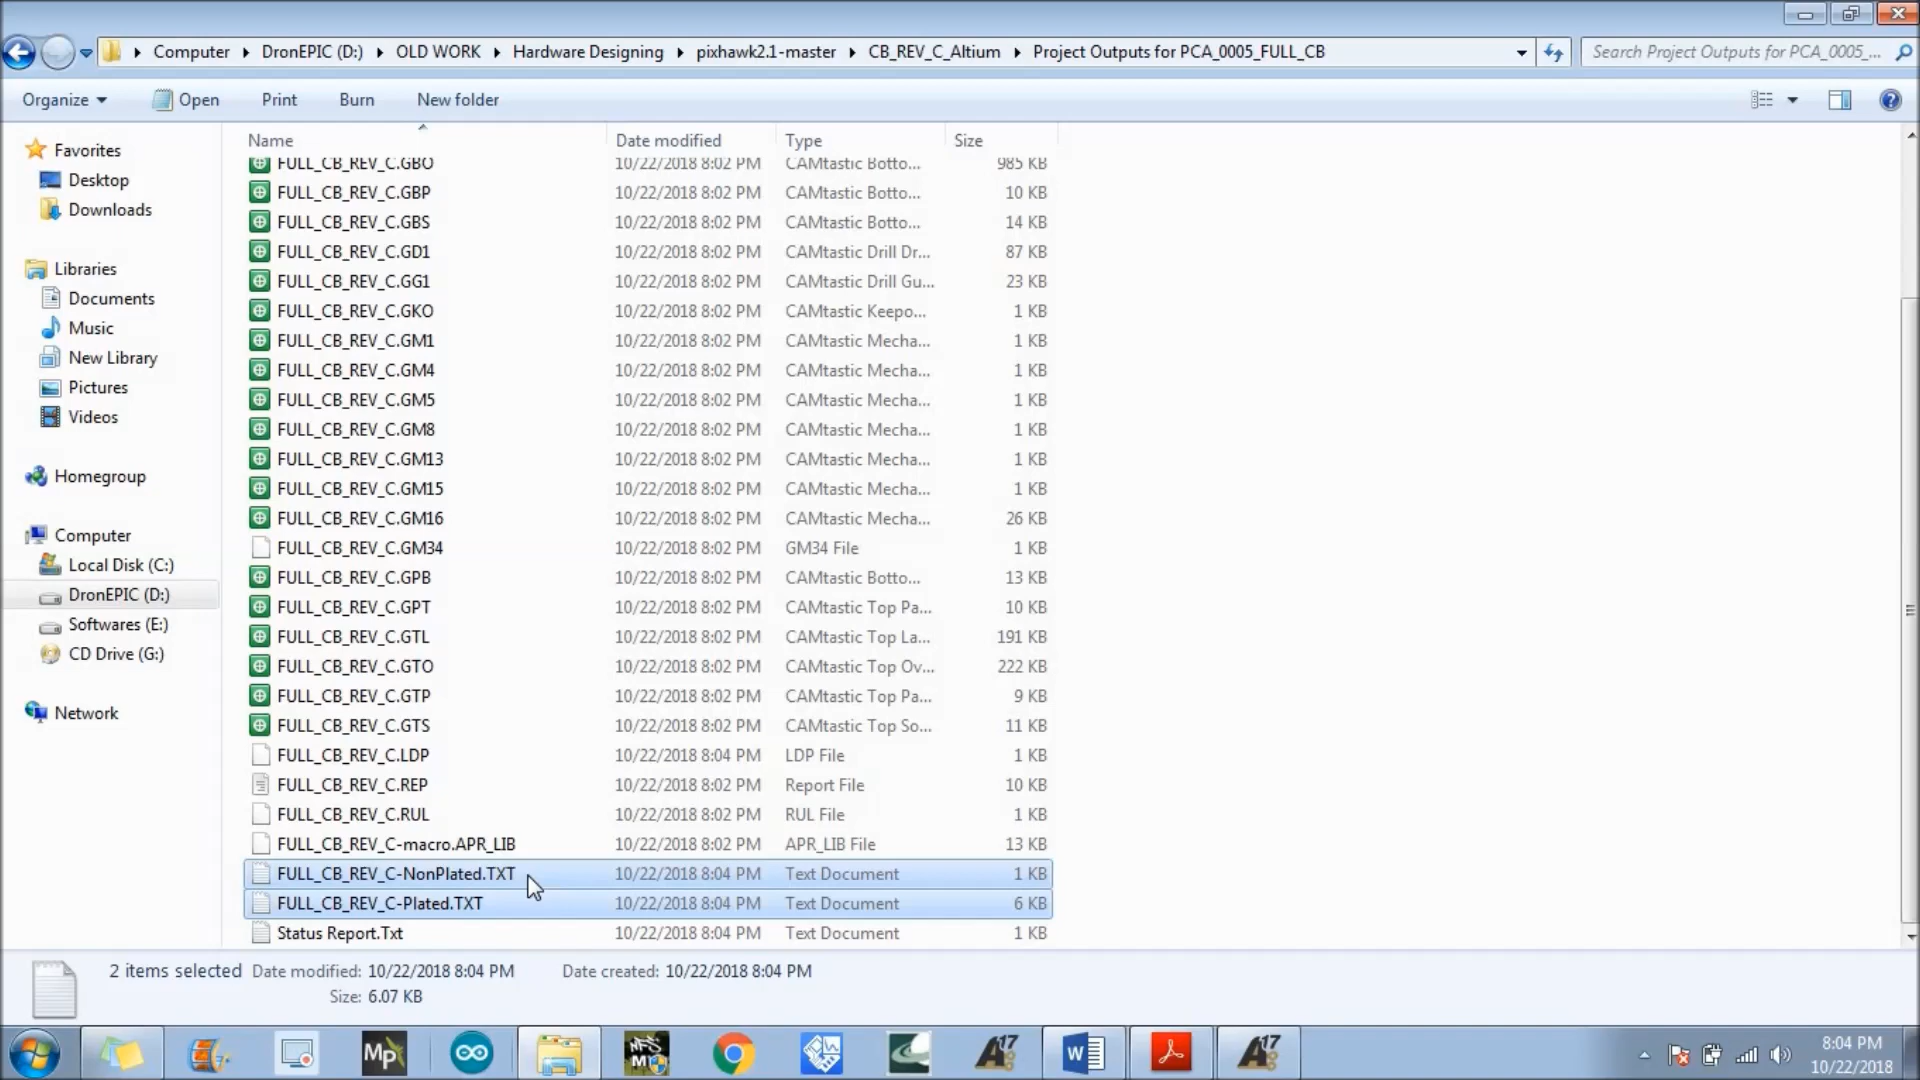 Computer ▸ DronEPIC (D:) ▸ OLD WORK ▸ Hardware Designing ▸ pixhawk2.1-master ▸ CB_REV_C_Altium ▸ Project Outputs for PCA_0005_FULL_CB
Search Project Outputs for PCA_0005_...
Organize Open Print Burn New folder
Name Date modified Type Size
Favorites
Desktop
Downloads
Libraries
Documents
Music
New Library
Pictures
Videos
Homegroup
Computer
Local Disk (C:)
DronEPIC (D:)
Softwares (E:)
CD Drive (G:)
Network
FULL_CB_REV_C.GBO 10/22/2018 8:02 PM CAMtastic Botto... 985 KB
FULL_CB_REV_C.GBP 10/22/2018 8:02 PM CAMtastic Botto... 10 KB
FULL_CB_REV_C.GBS 10/22/2018 8:02 PM CAMtastic Botto... 14 KB
FULL_CB_REV_C.GD1 10/22/2018 8:02 PM CAMtastic Drill Dr... 87 KB
FULL_CB_REV_C.GG1 10/22/2018 8:02 PM CAMtastic Drill Gu... 23 KB
FULL_CB_REV_C.GKO 10/22/2018 8:02 PM CAMtastic Keepo... 1 KB
FULL_CB_REV_C.GM1 10/22/2018 8:02 PM CAMtastic Mecha... 1 KB
FULL_CB_REV_C.GM4 10/22/2018 8:02 PM CAMtastic Mecha... 1 KB
FULL_CB_REV_C.GM5 10/22/2018 8:02 PM CAMtastic Mecha... 1 KB
FULL_CB_REV_C.GM8 10/22/2018 8:02 PM CAMtastic Mecha... 1 KB
FULL_CB_REV_C.GM13 10/22/2018 8:02 PM CAMtastic Mecha... 1 KB
FULL_CB_REV_C.GM15 10/22/2018 8:02 PM CAMtastic Mecha... 1 KB
FULL_CB_REV_C.GM16 10/22/2018 8:02 PM CAMtastic Mecha... 26 KB
FULL_CB_REV_C.GM34 10/22/2018 8:02 PM GM34 File 1 KB
FULL_CB_REV_C.GPB 10/22/2018 8:02 PM CAMtastic Botto... 13 KB
FULL_CB_REV_C.GPT 10/22/2018 8:02 PM CAMtastic Top Pa... 10 KB
FULL_CB_REV_C.GTL 10/22/2018 8:02 PM CAMtastic Top La... 191 KB
FULL_CB_REV_C.GTO 10/22/2018 8:02 PM CAMtastic Top Ov... 222 KB
FULL_CB_REV_C.GTP 10/22/2018 8:02 PM CAMtastic Top Pa... 9 KB
FULL_CB_REV_C.GTS 10/22/2018 8:02 PM CAMtastic Top So... 11 KB
FULL_CB_REV_C.LDP 10/22/2018 8:04 PM LDP File 1 KB
FULL_CB_REV_C.REP 10/22/2018 8:02 PM Report File 10 KB
FULL_CB_REV_C.RUL 10/22/2018 8:02 PM RUL File 1 KB
FULL_CB_REV_C-macro.APR_LIB 10/22/2018 8:02 PM APR_LIB File 13 KB
FULL_CB_REV_C-NonPlated.TXT 10/22/2018 8:04 PM Text Document 1 KB
FULL_CB_REV_C-Plated.TXT 10/22/2018 8:04 PM Text Document 6 KB
Status Report.Txt 10/22/2018 8:04 PM Text Document 1 KB
2 items selected Date modified: 10/22/2018 8:04 PM Date created: 10/22/2018 8:04 PM
Size: 6.07 KB
Mp NFS M 17 W 17
8:04 PM
10/22/2018